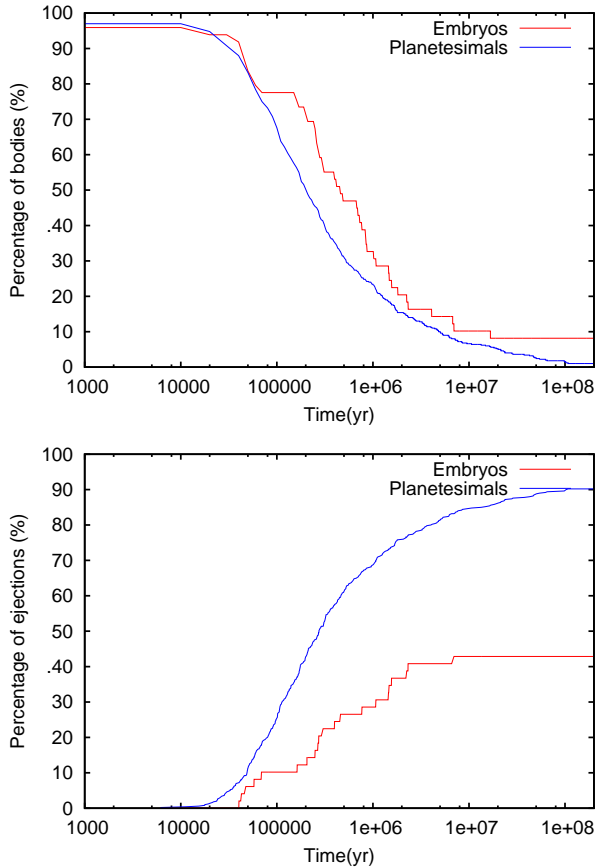 100
90
80
70
60
50
.40
30
20
10
0
Percentage of bodies (%)
Embryos
Planetesimals
1000 10000 100000 1e+06 1e+07 1e+08
Time(yr)
100
90
80
70
60
50
.40
30
20
10
0
Percentage of ejections (%)
Embryos
Planetesimals
1000 10000 100000 1e+06 1e+07 1e+08
Time(yr)